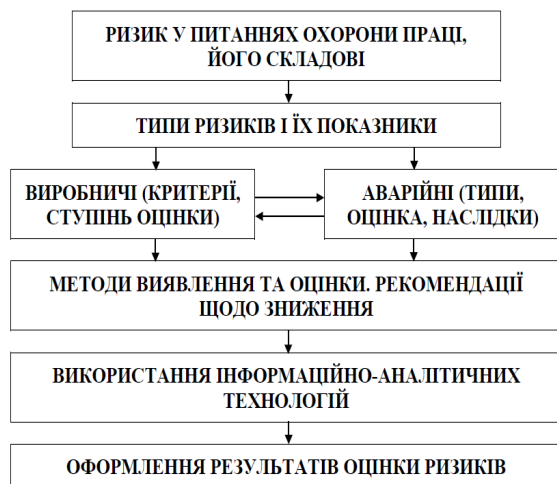 РИЗИК У ПИТАННЯХ ОХОРОНИ ПРАЦІ,
ЙОГО СКЛАДОВІ
ТИПИ РИЗИКІВ І ЇХ ПОКАЗНИКИ
ВИРОБНИЧІ (КРИТЕРІЇ,
СТУПІНЬ ОЦІНКИ)
АВАРІЙНІ (ТИПИ,
ОЦІНКА, НАСЛІДКИ)
МЕТОДИ ВИЯВЛЕННЯ ТА ОЦІНКИ. РЕКОМЕНДАЦІЇ
ЩОДО ЗНИЖЕННЯ
ВИКОРИСТАННЯ ІНФОРМАЦІЙНО-АНАЛІТИЧНИХ
ТЕХНОЛОГІЙ
ОФОРМЛЕННЯ РЕЗУЛЬТАТІВ ОЦІНКИ РИЗИКІВ